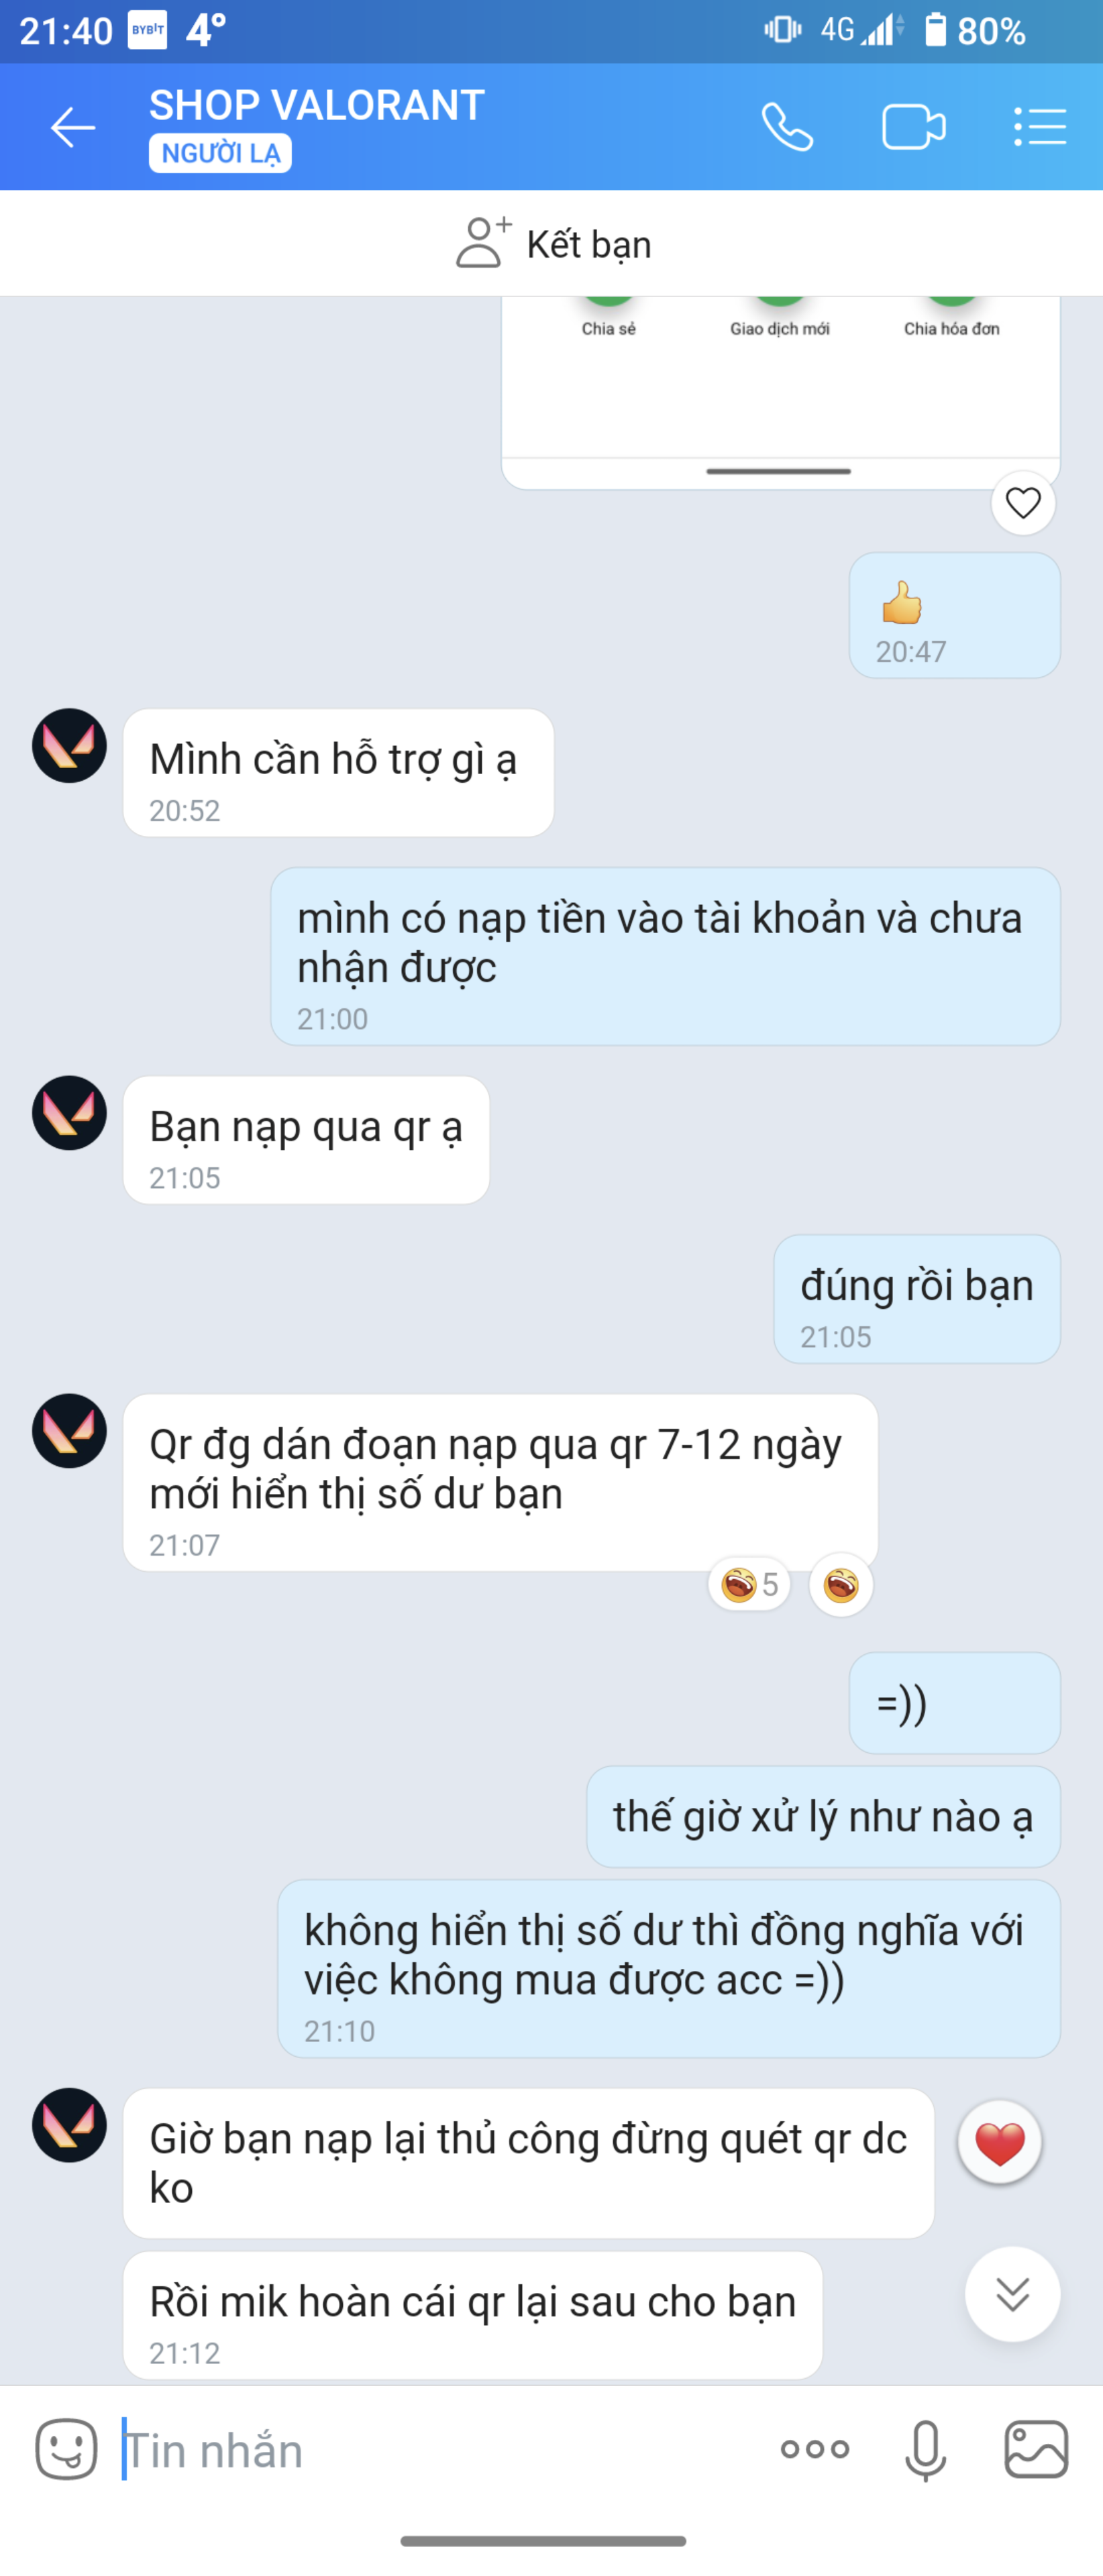 21:40 BYBIT 4° 4G 80%
SHOP VALORANT
NGƯỜI LẠ
Kết bạn
Chia sẻ Giao dịch mới Chia hóa đơn
20:47
Mình cần hỗ trợ gì ạ
20:52
mình có nạp tiền vào tài khoản và chưa
nhận được
21:00
Bạn nạp qua qr ạ
21:05
đúng rồi bạn
21:05
Qr đg dán đoạn nạp qua qr 7-12 ngày
mới hiển thị số dư bạn
21:07
5
=))
thế giờ xử lý như nào ạ
không hiển thị số dư thì đồng nghĩa với
việc không mua được acc =))
21:10
Giờ bạn nạp lại thủ công đừng quét qr dc
ko
Rồi mik hoàn cái qr lại sau cho bạn
21:12
Tin nhắn